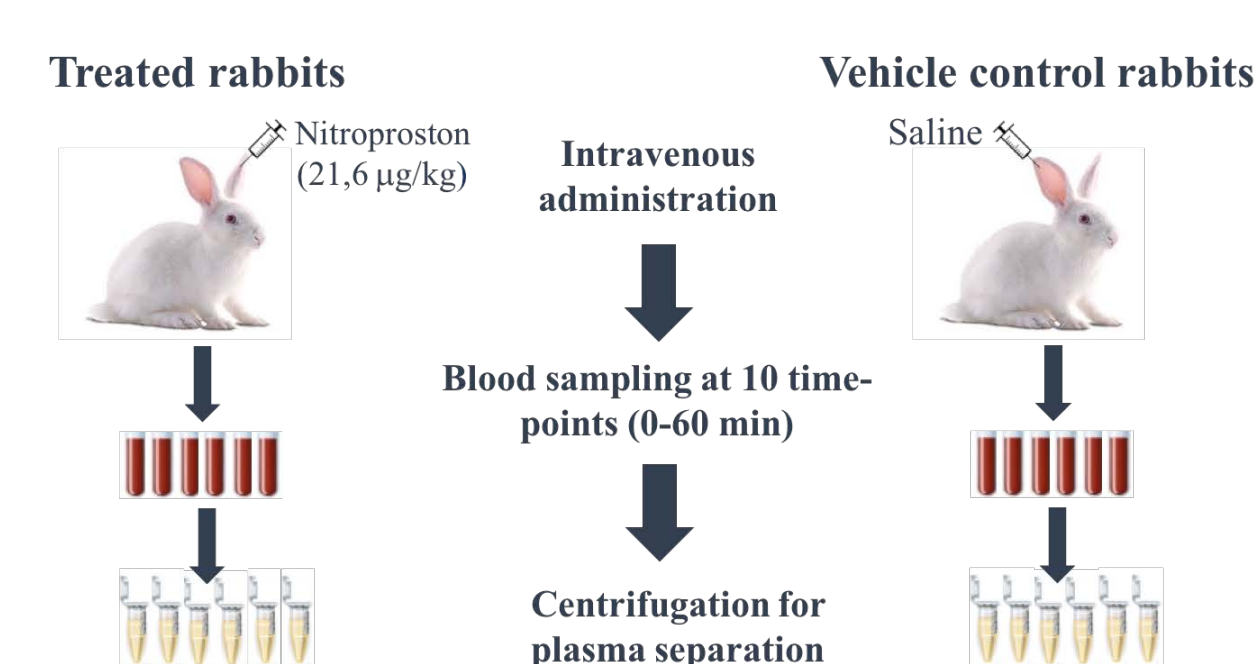 Treated rabbits
Vehicle control rabbits
Nitroproston
(21,6 µg/kg)
Saline
Intravenous
administration
Blood sampling at 10 time-
points (0-60 min)
Centrifugation for
plasma separation